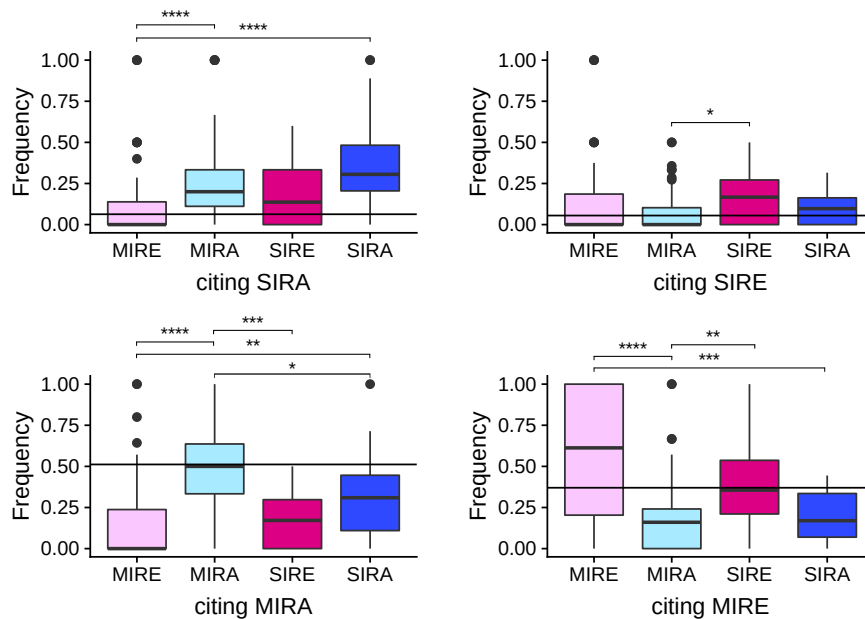 ****
****
Frequency
1.00
0.75
0.50
0.25
0.00
MIRE MIRA SIRE SIRA
citing SIRA
*
Frequency
1.00
0.75
0.50
0.25
0.00
MIRE MIRA SIRE SIRA
citing SIRE
**** ***
**
*
Frequency
1.00
0.75
0.50
0.25
0.00
MIRE MIRA SIRE SIRA
citing MIRA
**** **
***
Frequency
1.00
0.75
0.50
0.25
0.00
MIRE MIRA SIRE SIRA
citing MIRE